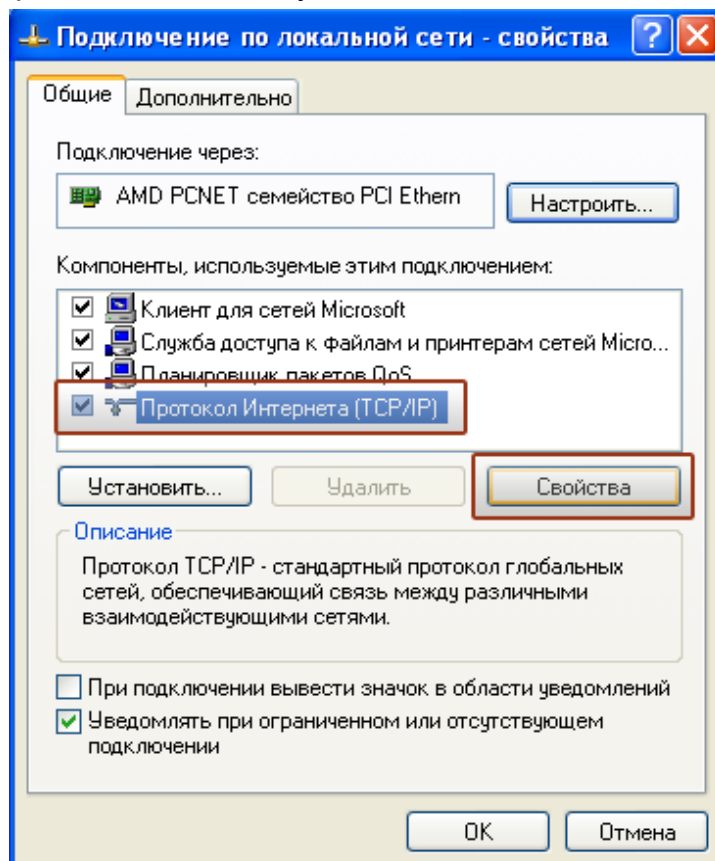 Подключение по локальной сети - свойства
Общие
Дополнительно
Подключение через:
AMD PCNET семейство PCI Ethern
Настроить...
Компоненты, используемые этим подключением:
Клиент для сетей Microsoft
Служба доступа к файлам и принтерам сетей Micro...
Планировщик пакетов QoS
Протокол Интернета (TCP/IP)
Установить...
Удалить
Свойства
Описание
Протокол TCP/IP - стандартный протокол глобальных
сетей, обеспечивающий связь между различными
взаимодействующими сетями.
При подключении вывести значок в области уведомлений
Уведомлять при ограниченном или отсутствующем
подключении
OK
Отмена